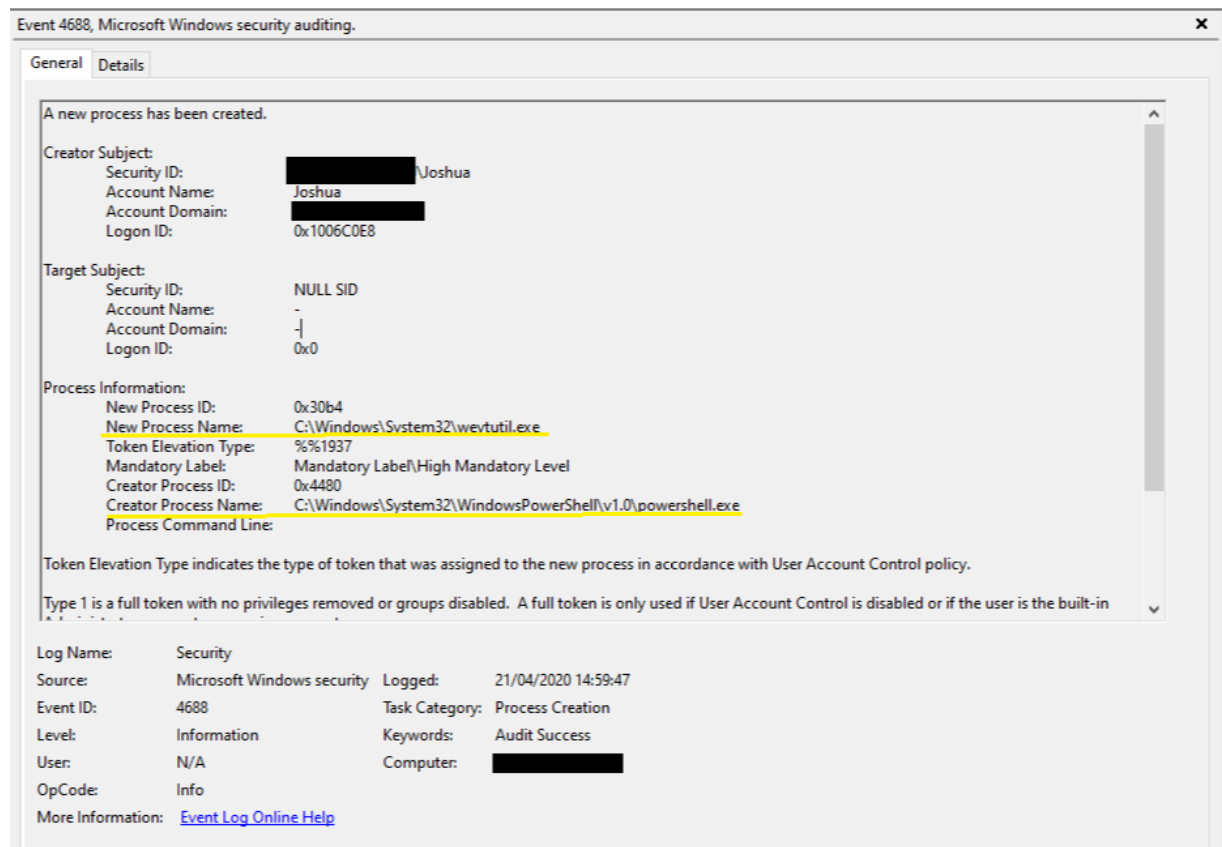 Event 4688, Microsoft Windows security auditing.
General Details
A new process has been created.
Creator Subject:
Security ID: \Joshua
Account Name: Joshua
Account Domain:
Logon ID: 0x1006C0E8
Target Subject:
Security ID: NULL SID
Account Name: -
Account Domain: -
Logon ID: 0x0
Process Information:
New Process ID: 0x30b4
New Process Name: C:\Windows\System32\wevtutil.exe
Token Elevation Type: %%1937
Mandatory Label: Mandatory Label\High Mandatory Level
Creator Process ID: 0x4480
Creator Process Name: C:\Windows\System32\WindowsPowerShell\v1.0\powershell.exe
Process Command Line:
Token Elevation Type indicates the type of token that was assigned to the new process in accordance with User Account Control policy.
Type 1 is a full token with no privileges removed or groups disabled. A full token is only used if User Account Control is disabled or if the user is the built-in
Log Name: Security
Source: Microsoft Windows security Logged: 21/04/2020 14:59:47
Event ID: 4688 Task Category: Process Creation
Level: Information Keywords: Audit Success
User: N/A Computer:
OpCode: Info
More Information: Event Log Online Help